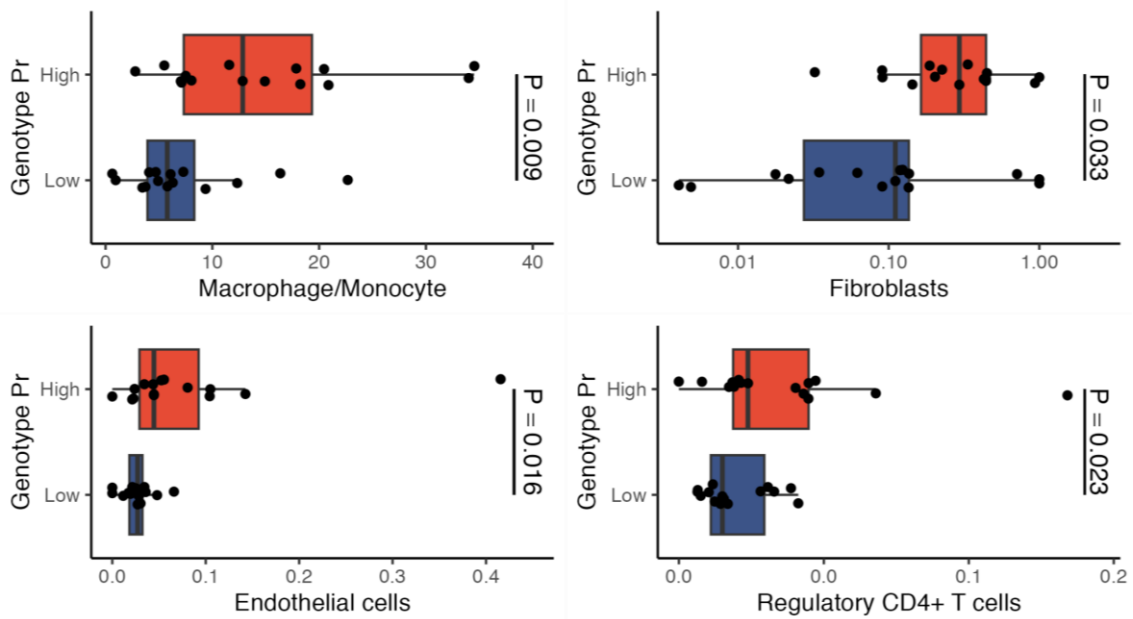 Genotype Pr
High
Low
P = 0.009
0 10 20 30 40
Macrophage/Monocyte
Genotype Pr
High
Low
P = 0.033
0.01 0.10 1.00
Fibroblasts
Genotype Pr
High
Low
P = 0.016
0.0 0.1 0.2 0.3 0.4
Endothelial cells
Genotype Pr
High
Low
P = 0.023
0.0 0.0 0.1 0.2
Regulatory CD4+ T cells